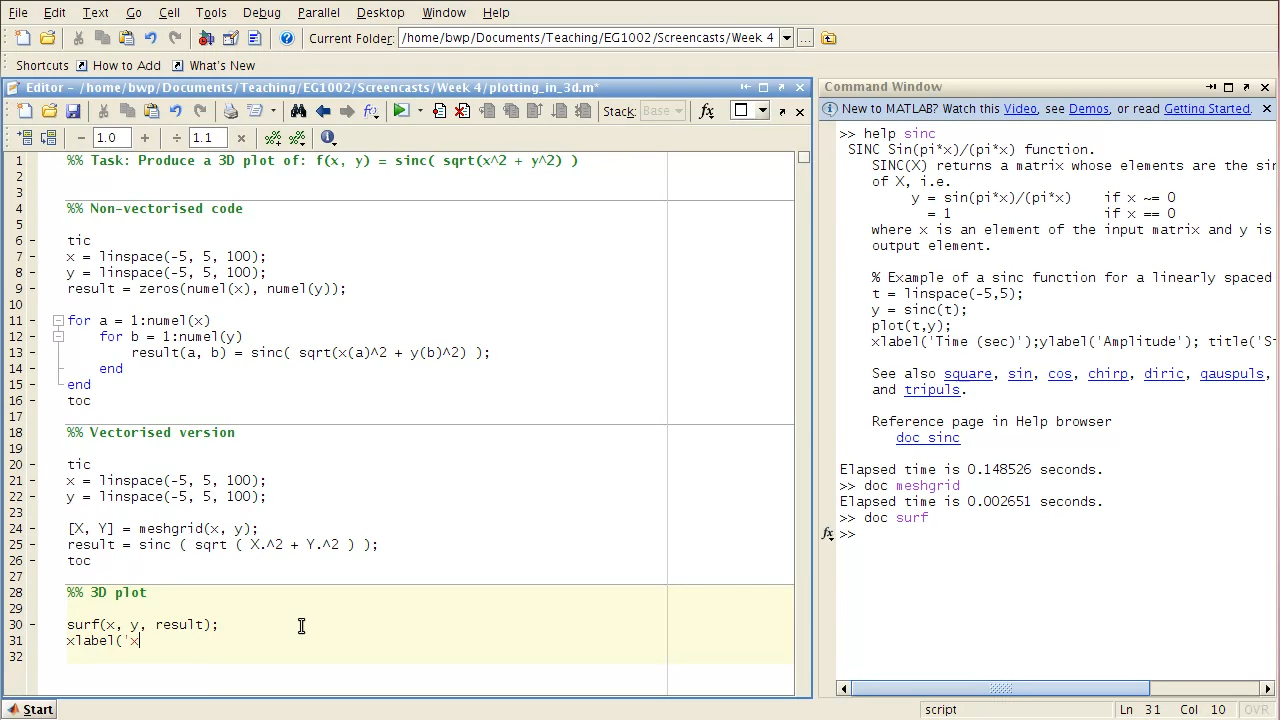 File Edit Text Go Cell Tools Debug Parallel Desktop Window Help
Current Folder: /home/bwp/Documents/Teaching/EG1002/Screencasts/Week 4
Shortcuts How to Add What's New
Editor - /home/bwp/Documents/Teaching/EG1002/Screencasts/Week 4/plotting_in_3d.m*
Stack: Base
1.0 1.1
1 %% Task: Produce a 3D plot of: f(x, y) = sinc( sqrt(x^2 + y^2) )
2
3
4 %% Non-vectorised code
5
6 - tic
7 - x = linspace(-5, 5, 100);
8 - y = linspace(-5, 5, 100);
9 - result = zeros(numel(x), numel(y));
10
11 - for a = 1:numel(x)
12 - for b = 1:numel(y)
13 - result(a, b) = sinc( sqrt(x(a)^2 + y(b)^2) );
14 - end
15 - end
16 - toc
17
18 %% Vectorised version
19
20 - tic
21 - x = linspace(-5, 5, 100);
22 - y = linspace(-5, 5, 100);
23
24 - [X, Y] = meshgrid(x, y);
25 - result = sinc ( sqrt ( X.^2 + Y.^2 ) );
26 - toc
27
28 %% 3D plot
29
30 - surf(x, y, result);
31 - xlabel('x
32
Command Window
New to MATLAB? Watch this Video, see Demos, or read Getting Started.
>> help sinc
SINC Sin(pi*x)/(pi*x) function.
SINC(X) returns a matrix whose elements are the sin
of X, i.e.
y = sin(pi*x)/(pi*x) if x ~= 0
= 1 if x == 0
where x is an element of the input matrix and y is
output element.
% Example of a sinc function for a linearly spaced
t = linspace(-5,5);
y = sinc(t);
plot(t,y);
xlabel('Time (sec)');ylabel('Amplitude'); title('S
See also square, sin, cos, chirp, diric, gauspuls,
and tripuls.
Reference page in Help browser
doc sinc
Elapsed time is 0.148526 seconds.
>> doc meshgrid
Elapsed time is 0.002651 seconds.
>> doc surf
fx >>
Start
script Ln 31 Col 10 OVR